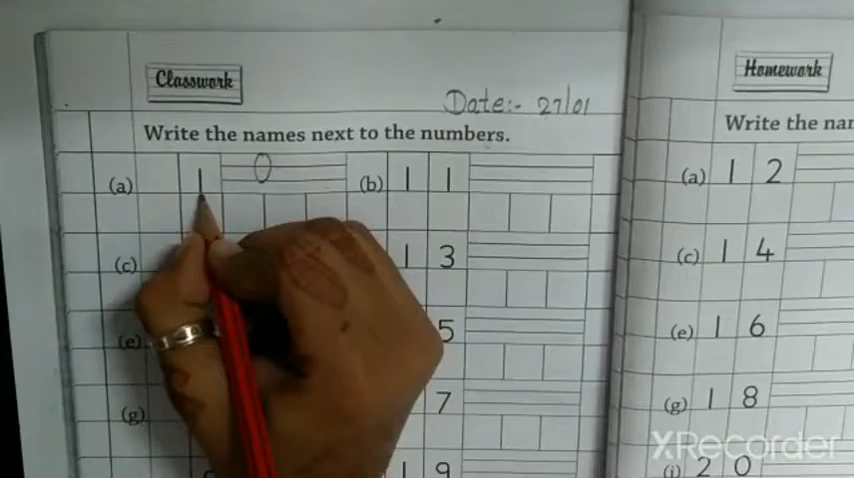 Classwork
Homework
Date:- 27/01
Write the names next to the numbers.
Write the nar
(a) 1 0 (b) 1 1
(a) 1 2
(c) 1 3
(c) 1 4
(e) 5
(e) 1 6
(g) 7
(g) 1 8
1 9
(i) 2 0
XRecorder